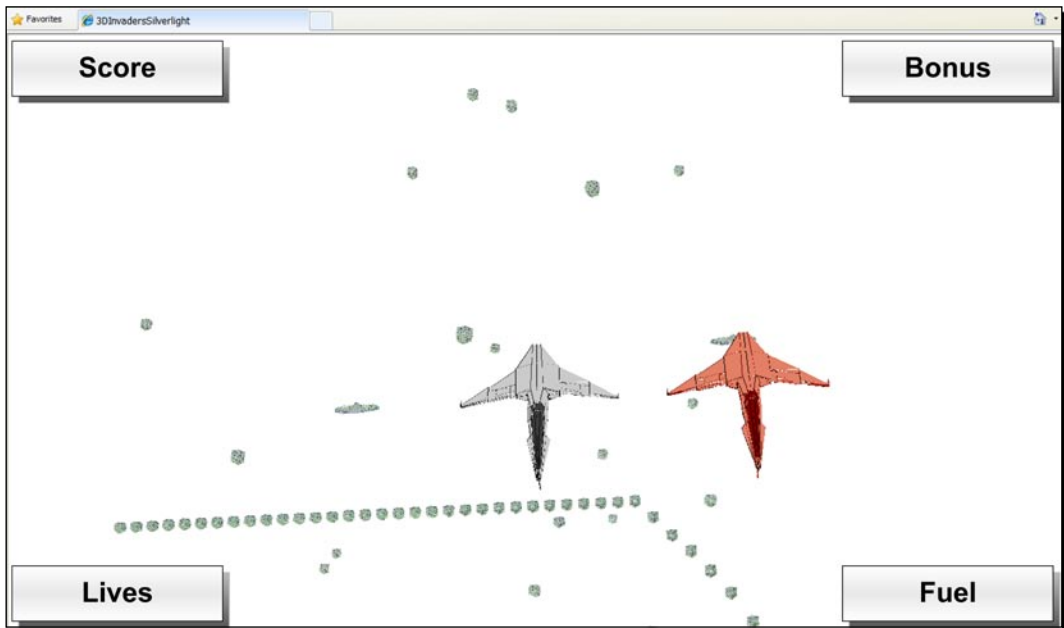 Favorites
3DInvadersSilverlight
Score
Bonus
Lives
Fuel